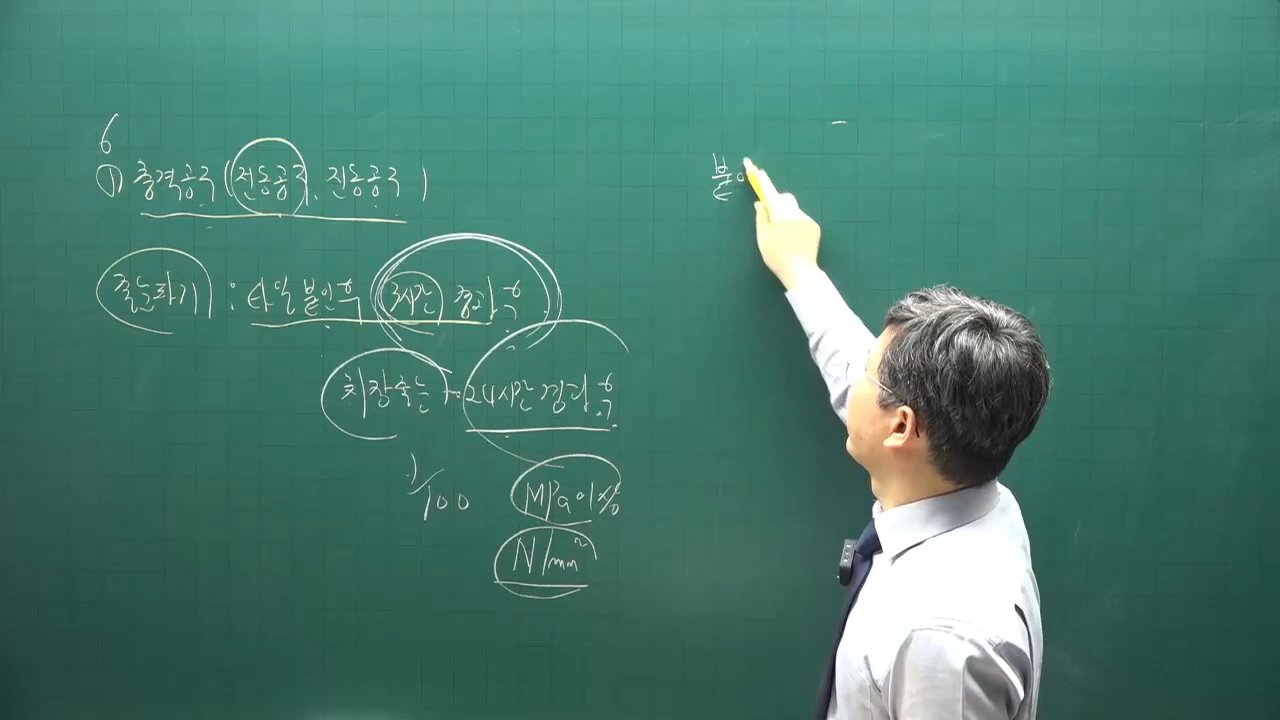 6
① 충격공구(전동공구, 진동공구)
줄눈파기 : 타일 붙인 후 3시간 경과 후
치장줄눈 - 24시간 경과 후
1/100 MPa이상
N/mm²
붙이